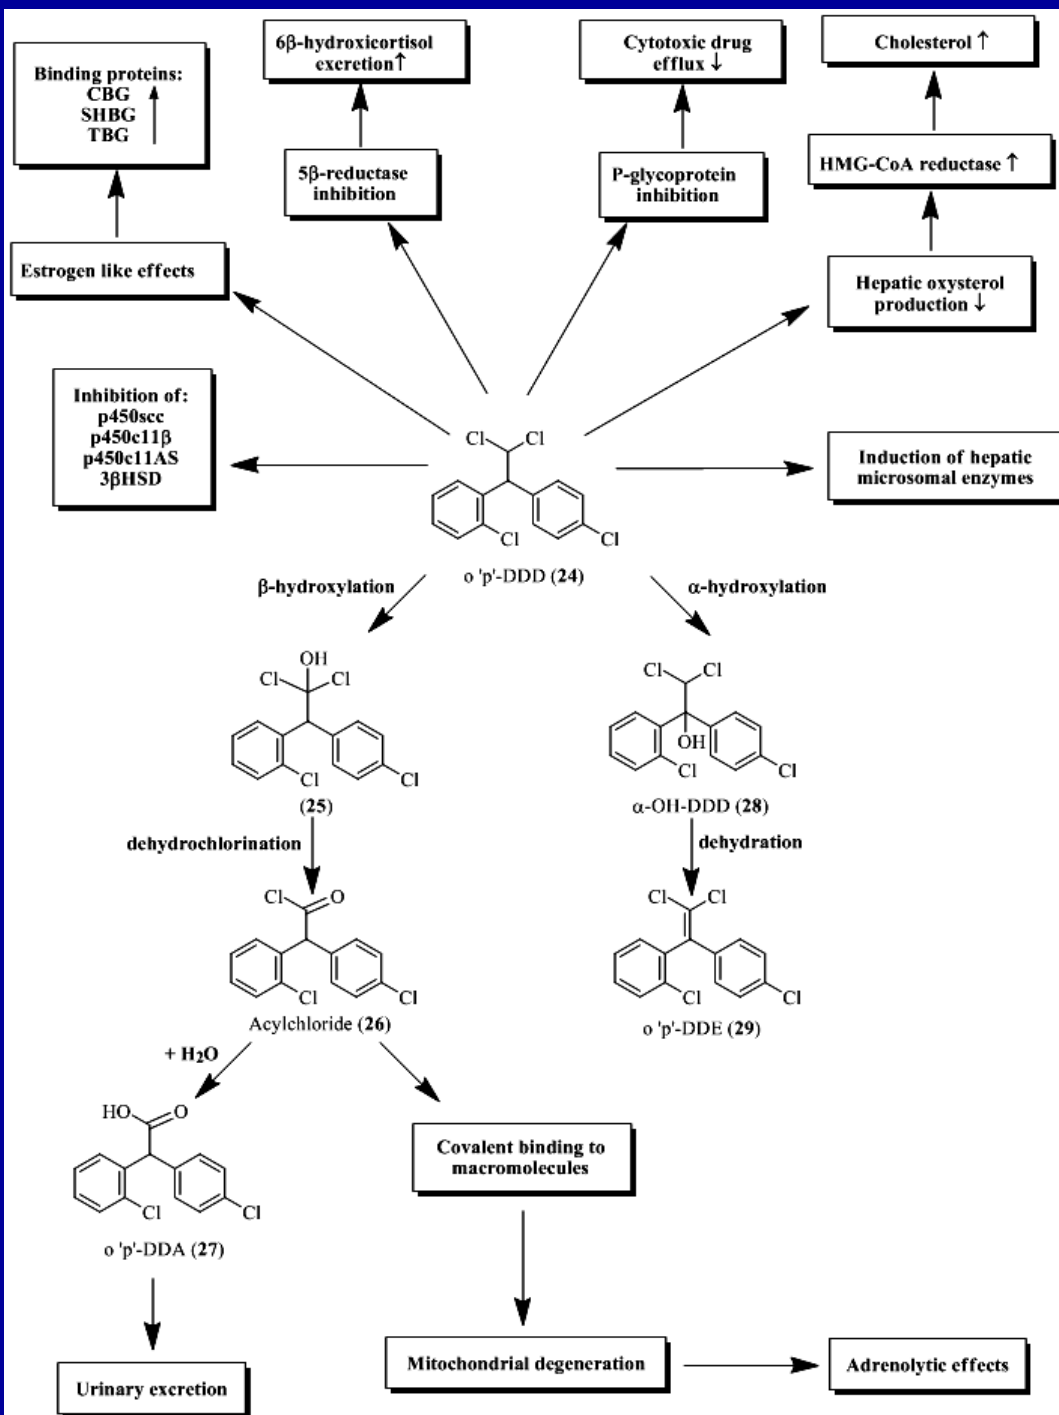 6β-hydroxicortisol
excretion↑
Cytotoxic drug
efflux ↓
Cholesterol ↑
Binding proteins:
CBG
SHBG
TBG
5β-reductase
inhibition
P-glycoprotein
inhibition
HMG-CoA reductase ↑
Estrogen like effects
Hepatic oxysterol
production ↓
Inhibition of:
p450scc
p450c11β
p450c11AS
3βHSD
Cl Cl
Cl
Cl
o 'p'-DDD (24)
Induction of hepatic
microsomal enzymes
β-hydroxylation
α-hydroxylation
OH
Cl Cl
Cl
Cl
(25)
Cl Cl
OH
Cl
Cl
α-OH-DDD (28)
dehydrochlorination
dehydration
Cl O
Cl
Cl
Acylchloride (26)
Cl Cl
Cl
Cl
o 'p'-DDE (29)
+ H₂O
HO O
Cl
Cl
o 'p'-DDA (27)
Covalent binding to
macromolecules
Urinary excretion
Mitochondrial degeneration
Adrenolytic effects